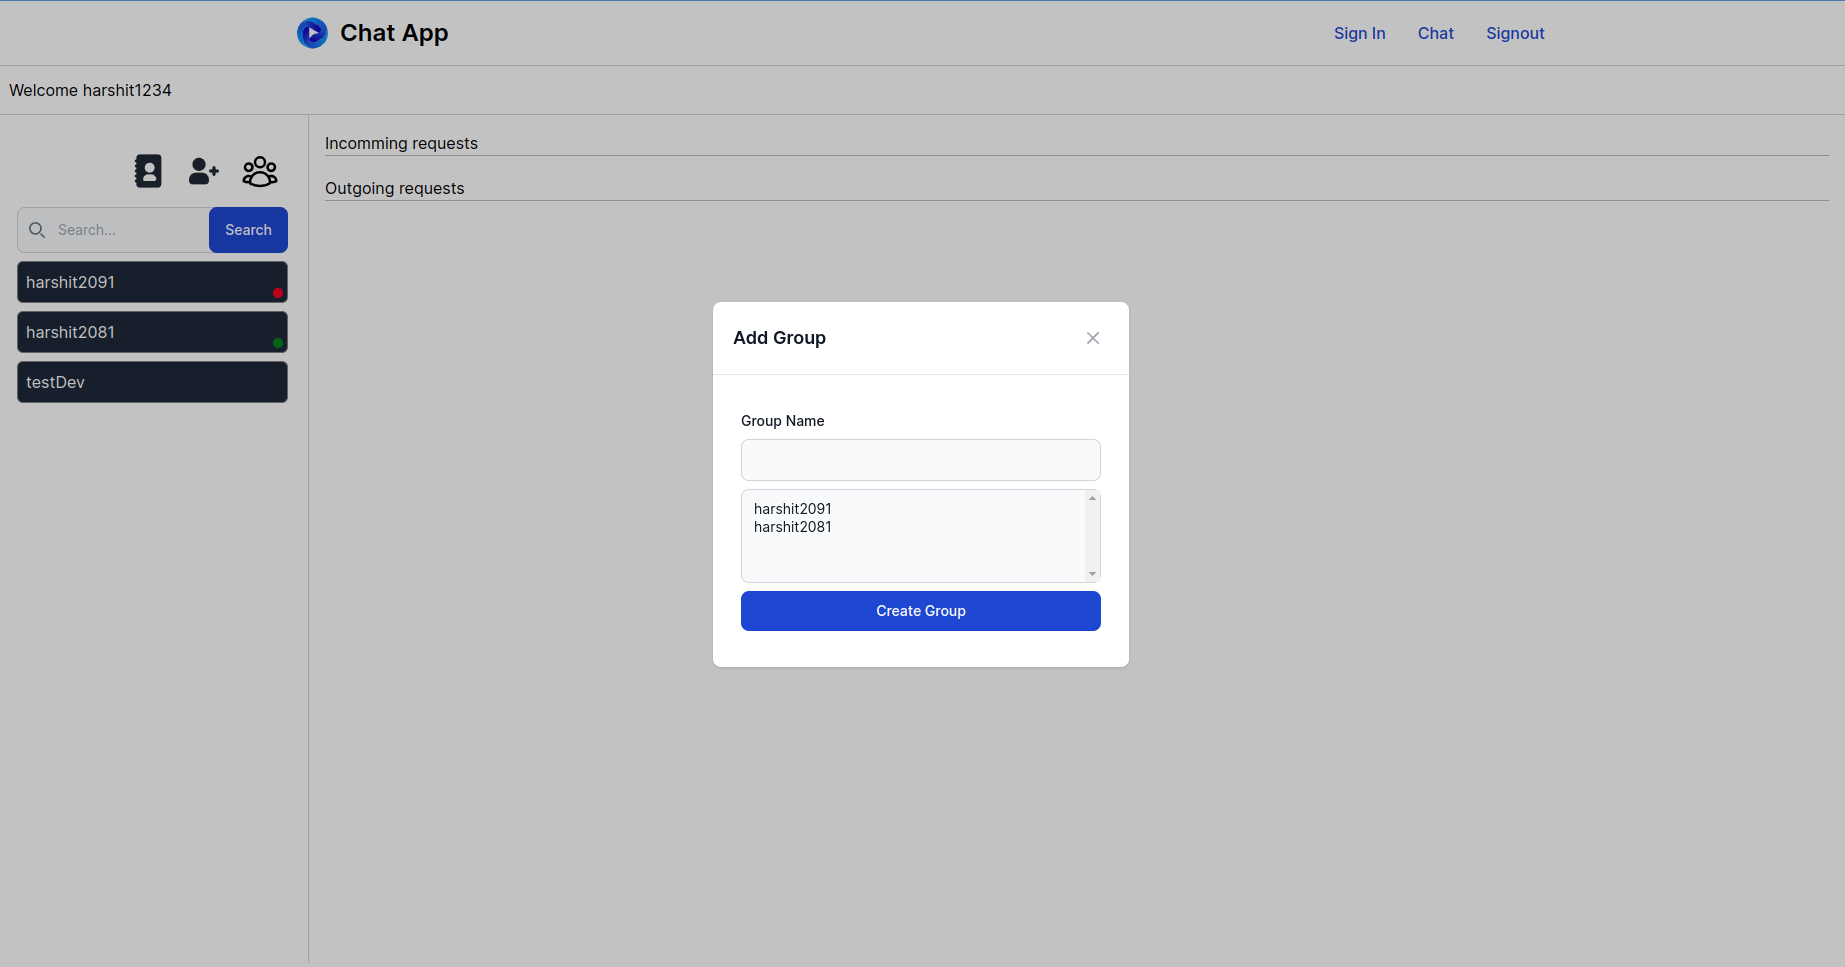 Chat App
Sign In
Chat
Signout
Welcome harshit1234
Search...
Search
harshit2091
harshit2081
testDev
Incomming requests
Outgoing requests
Add Group
Group Name
harshit2091
harshit2081
Create Group